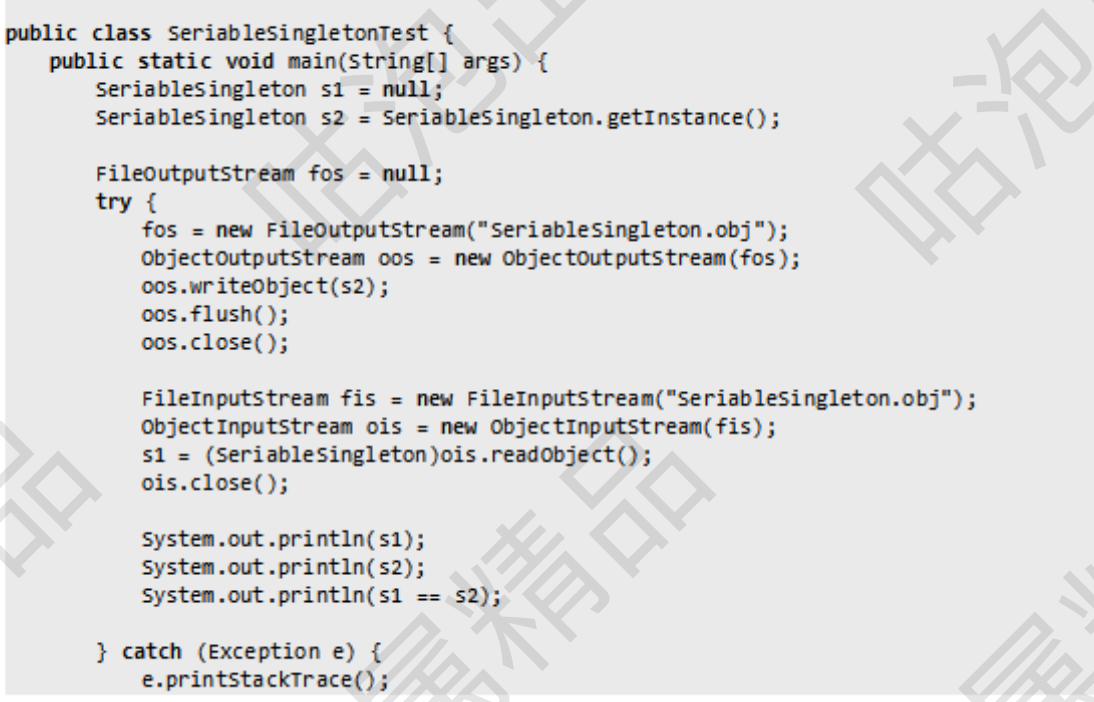 public class SeriableSingletonTest {
    public static void main(String[] args) {
        SeriableSingleton s1 = null;
        SeriableSingleton s2 = SeriableSingleton.getInstance();

        FileOutputStream fos = null;
        try {
            fos = new FileOutputStream("SeriableSingleton.obj");
            ObjectOutputStream oos = new ObjectOutputStream(fos);
            oos.writeObject(s2);
            oos.flush();
            oos.close();

            FileInputStream fis = new FileInputStream("SeriableSingleton.obj");
            ObjectInputStream ois = new ObjectInputStream(fis);
            s1 = (SeriableSingleton)ois.readObject();
            ois.close();

            System.out.println(s1);
            System.out.println(s2);
            System.out.println(s1 == s2);

        } catch (Exception e) {
            e.printStackTrace();
咕泡
咕泡
品
属精品
属精